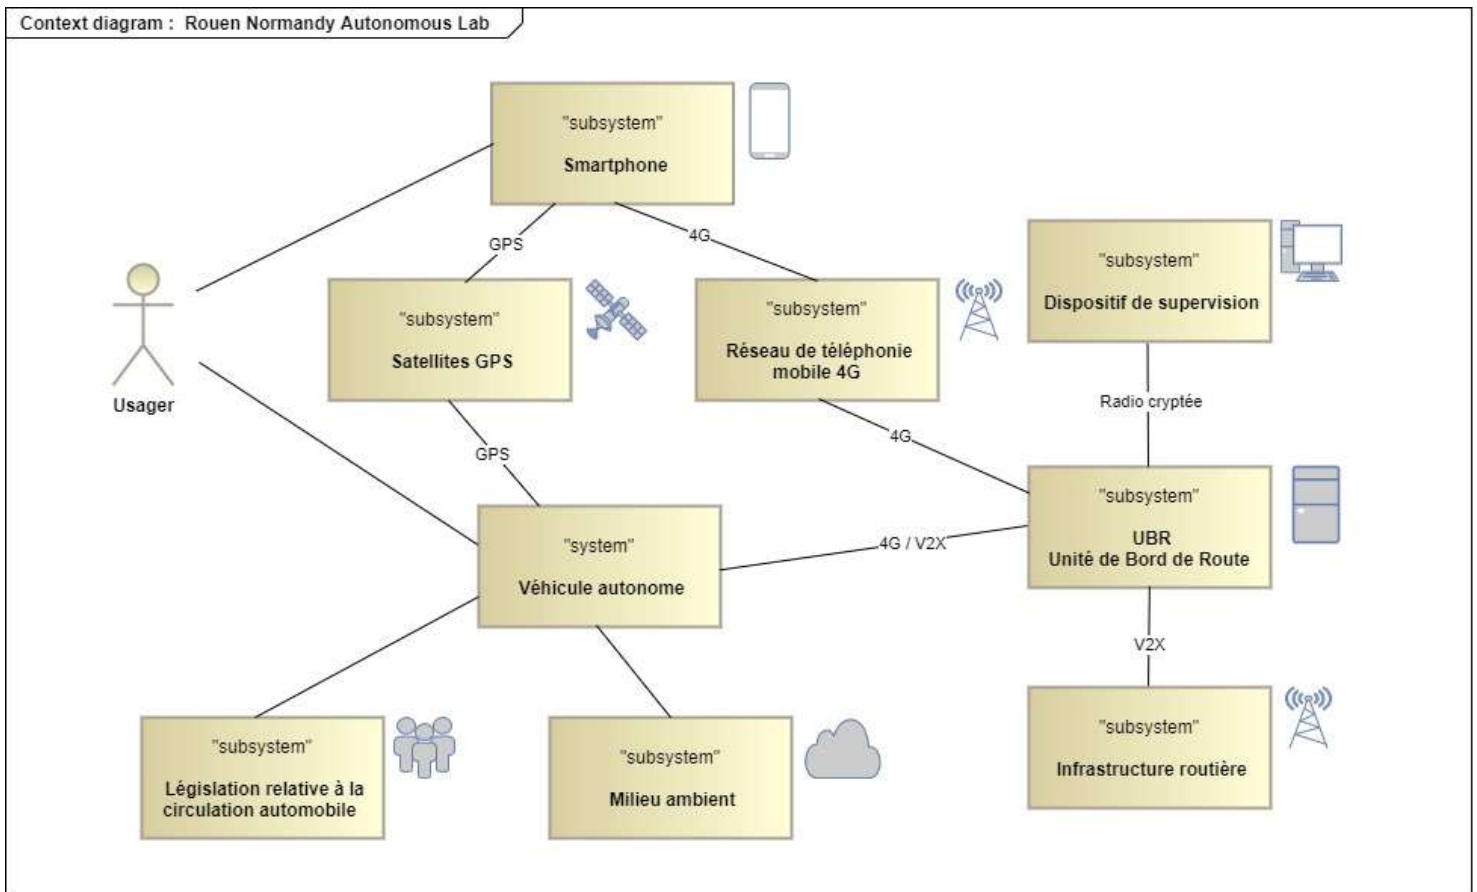 Context diagram : Rouen Normandy Autonomous Lab
"subsystem"
Smartphone
GPS
4G
"subsystem"
Satellites GPS
"subsystem"
Réseau de téléphonie
mobile 4G
"subsystem"
Dispositif de supervision
Usager
Radio cryptée
GPS
4G
"system"
Véhicule autonome
4G / V2X
"subsystem"
UBR
Unité de Bord de Route
V2X
"subsystem"
Législation relative à la
circulation automobile
"subsystem"
Milieu ambient
"subsystem"
Infrastructure routière